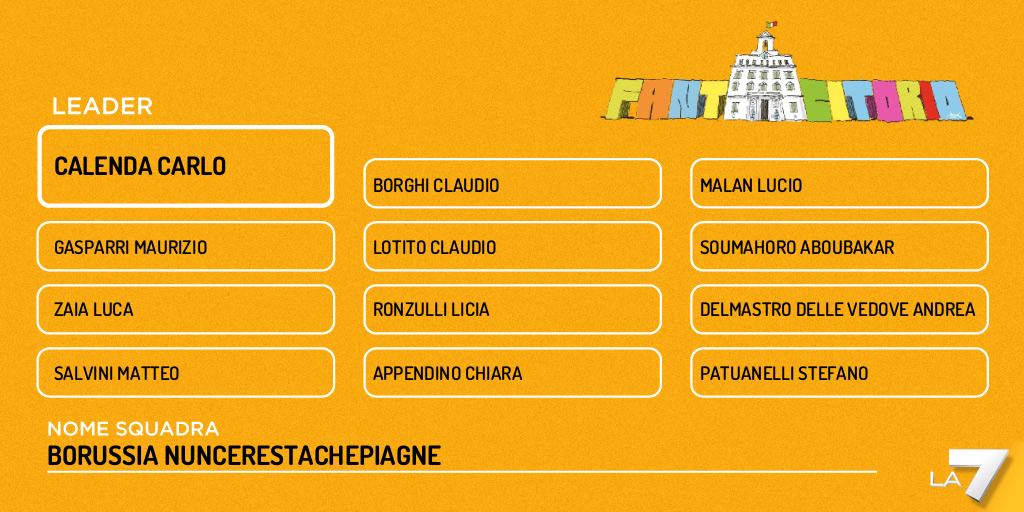 FANTACITORIO
LEADER
CALENDA CARLO
GASPARRI MAURIZIO
ZAIA LUCA
SALVINI MATTEO
BORGHI CLAUDIO
LOTITO CLAUDIO
RONZULLI LICIA
APPENDINO CHIARA
MALAN LUCIO
SOUMAHORO ABOUBAKAR
DELMASTRO DELLE VEDOVE ANDREA
PATUANELLI STEFANO
NOME SQUADRA
BORUSSIA NUNCERESTACHEPIAGNE
LA7